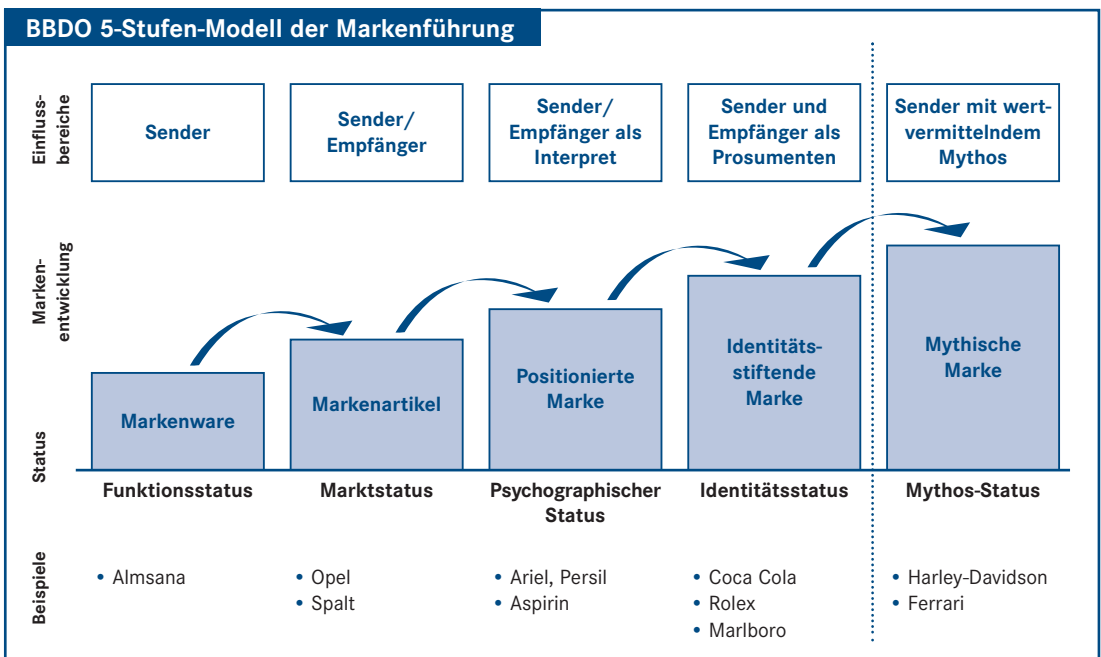 BBDO 5-Stufen-Modell der Markenführung
Einfluss-
bereiche
Sender
Sender/
Empfänger
Sender/
Empfänger als
Interpret
Sender und
Empfänger als
Prosumenten
Sender mit wert-
vermittelndem
Mythos
Marken-
entwicklung
Markenware
Markenartikel
Positionierte
Marke
Identitäts-
stiftende
Marke
Mythische
Marke
Status
Funktionsstatus
Marktstatus
Psychographischer
Status
Identitätsstatus
Mythos-Status
Beispiele
• Almsana
• Opel
• Spalt
• Ariel, Persil
• Aspirin
• Coca Cola
• Rolex
• Marlboro
• Harley-Davidson
• Ferrari